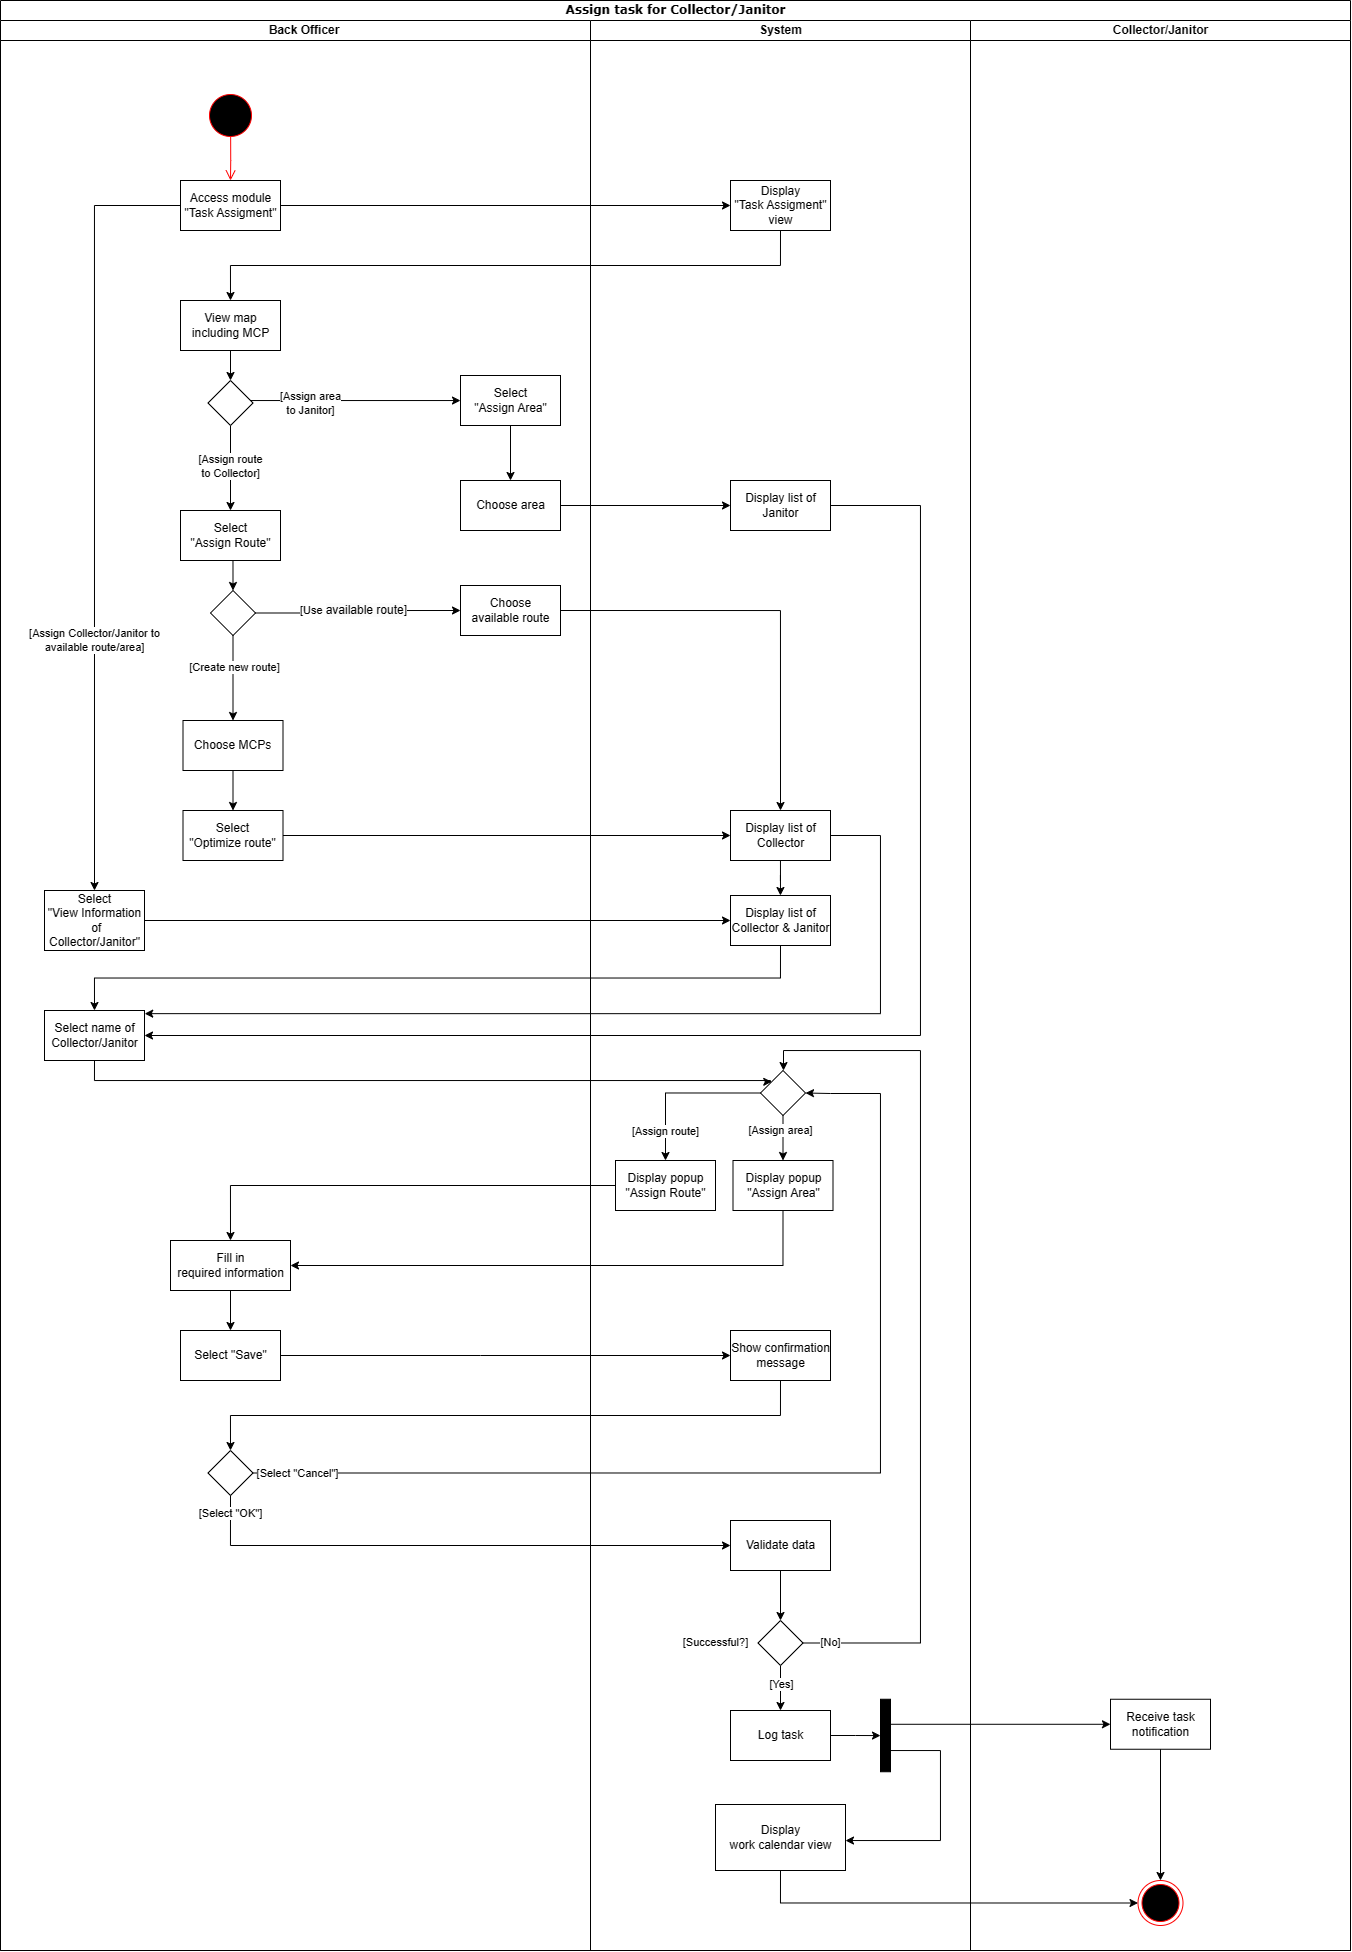 Assign task for Collector/Janitor
Back Officer
System
Collector/Janitor
Access module
"Task Assigment"
Display
"Task Assigment"
view
View map
including MCP
[Assign area
to Janitor]
Select
"Assign Area"
[Assign route
to Collector]
Choose area
Display list of
Janitor
Select
"Assign Route"
[Use available route]
Choose
available route
[Assign Collector/Janitor to
available route/area]
[Create new route]
Choose MCPs
Select
"Optimize route"
Display list of
Collector
Select
"View Information
of
Collector/Janitor"
Display list of
Collector & Janitor
Select name of
Collector/Janitor
[Assign route]
[Assign area]
Display popup
"Assign Route"
Display popup
"Assign Area"
Fill in
required information
Select "Save"
Show confirmation
message
[Select "Cancel"]
[Select "OK"]
Validate data
[Successful?]
[No]
[Yes]
Log task
Receive task
notification
Display
work calendar view